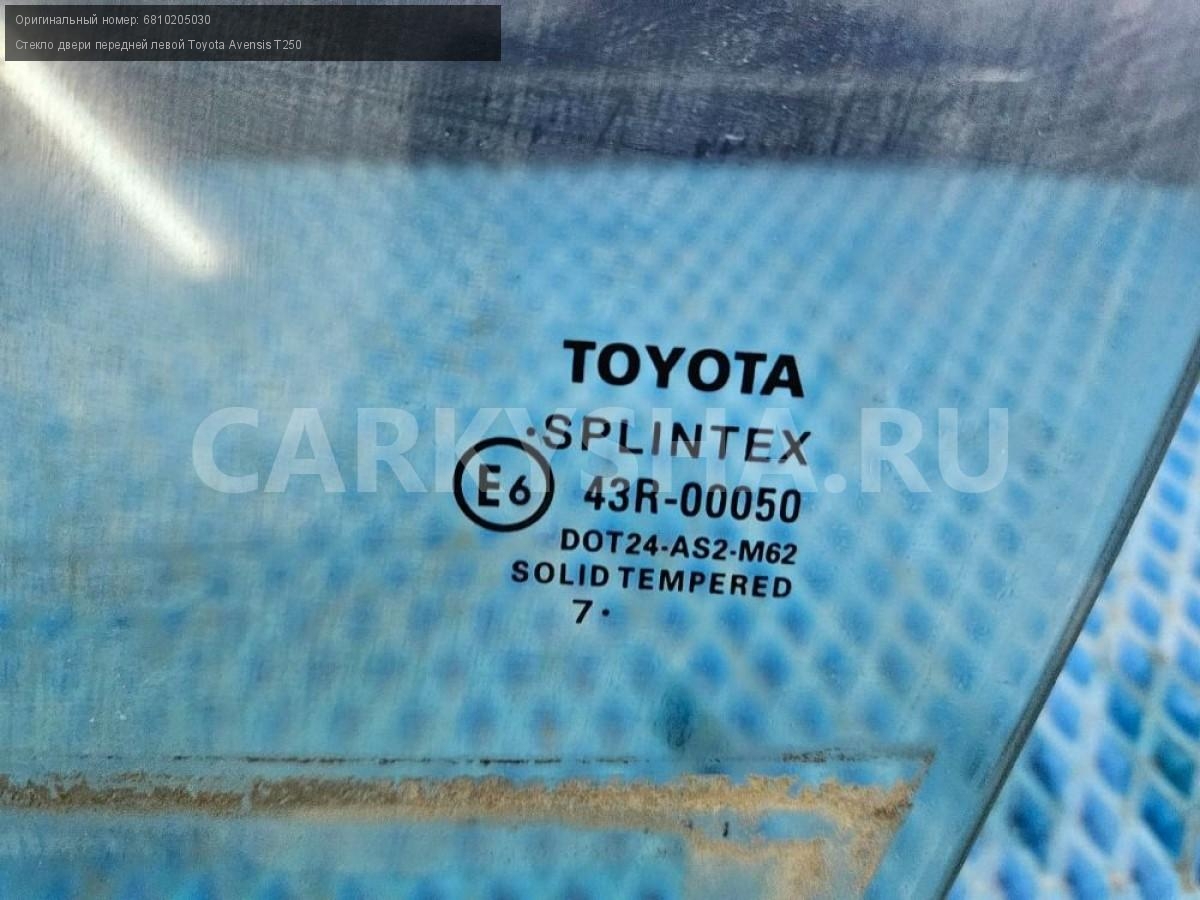 Оригинальный номер: 6810205030
Стекло двери передней левой Toyota Avensis T250
TOYOTA
·SPLINTEX
CARKYSHA.RU
E6 43R-00050
DOT24-AS2-M62
SOLID TEMPERED
7·